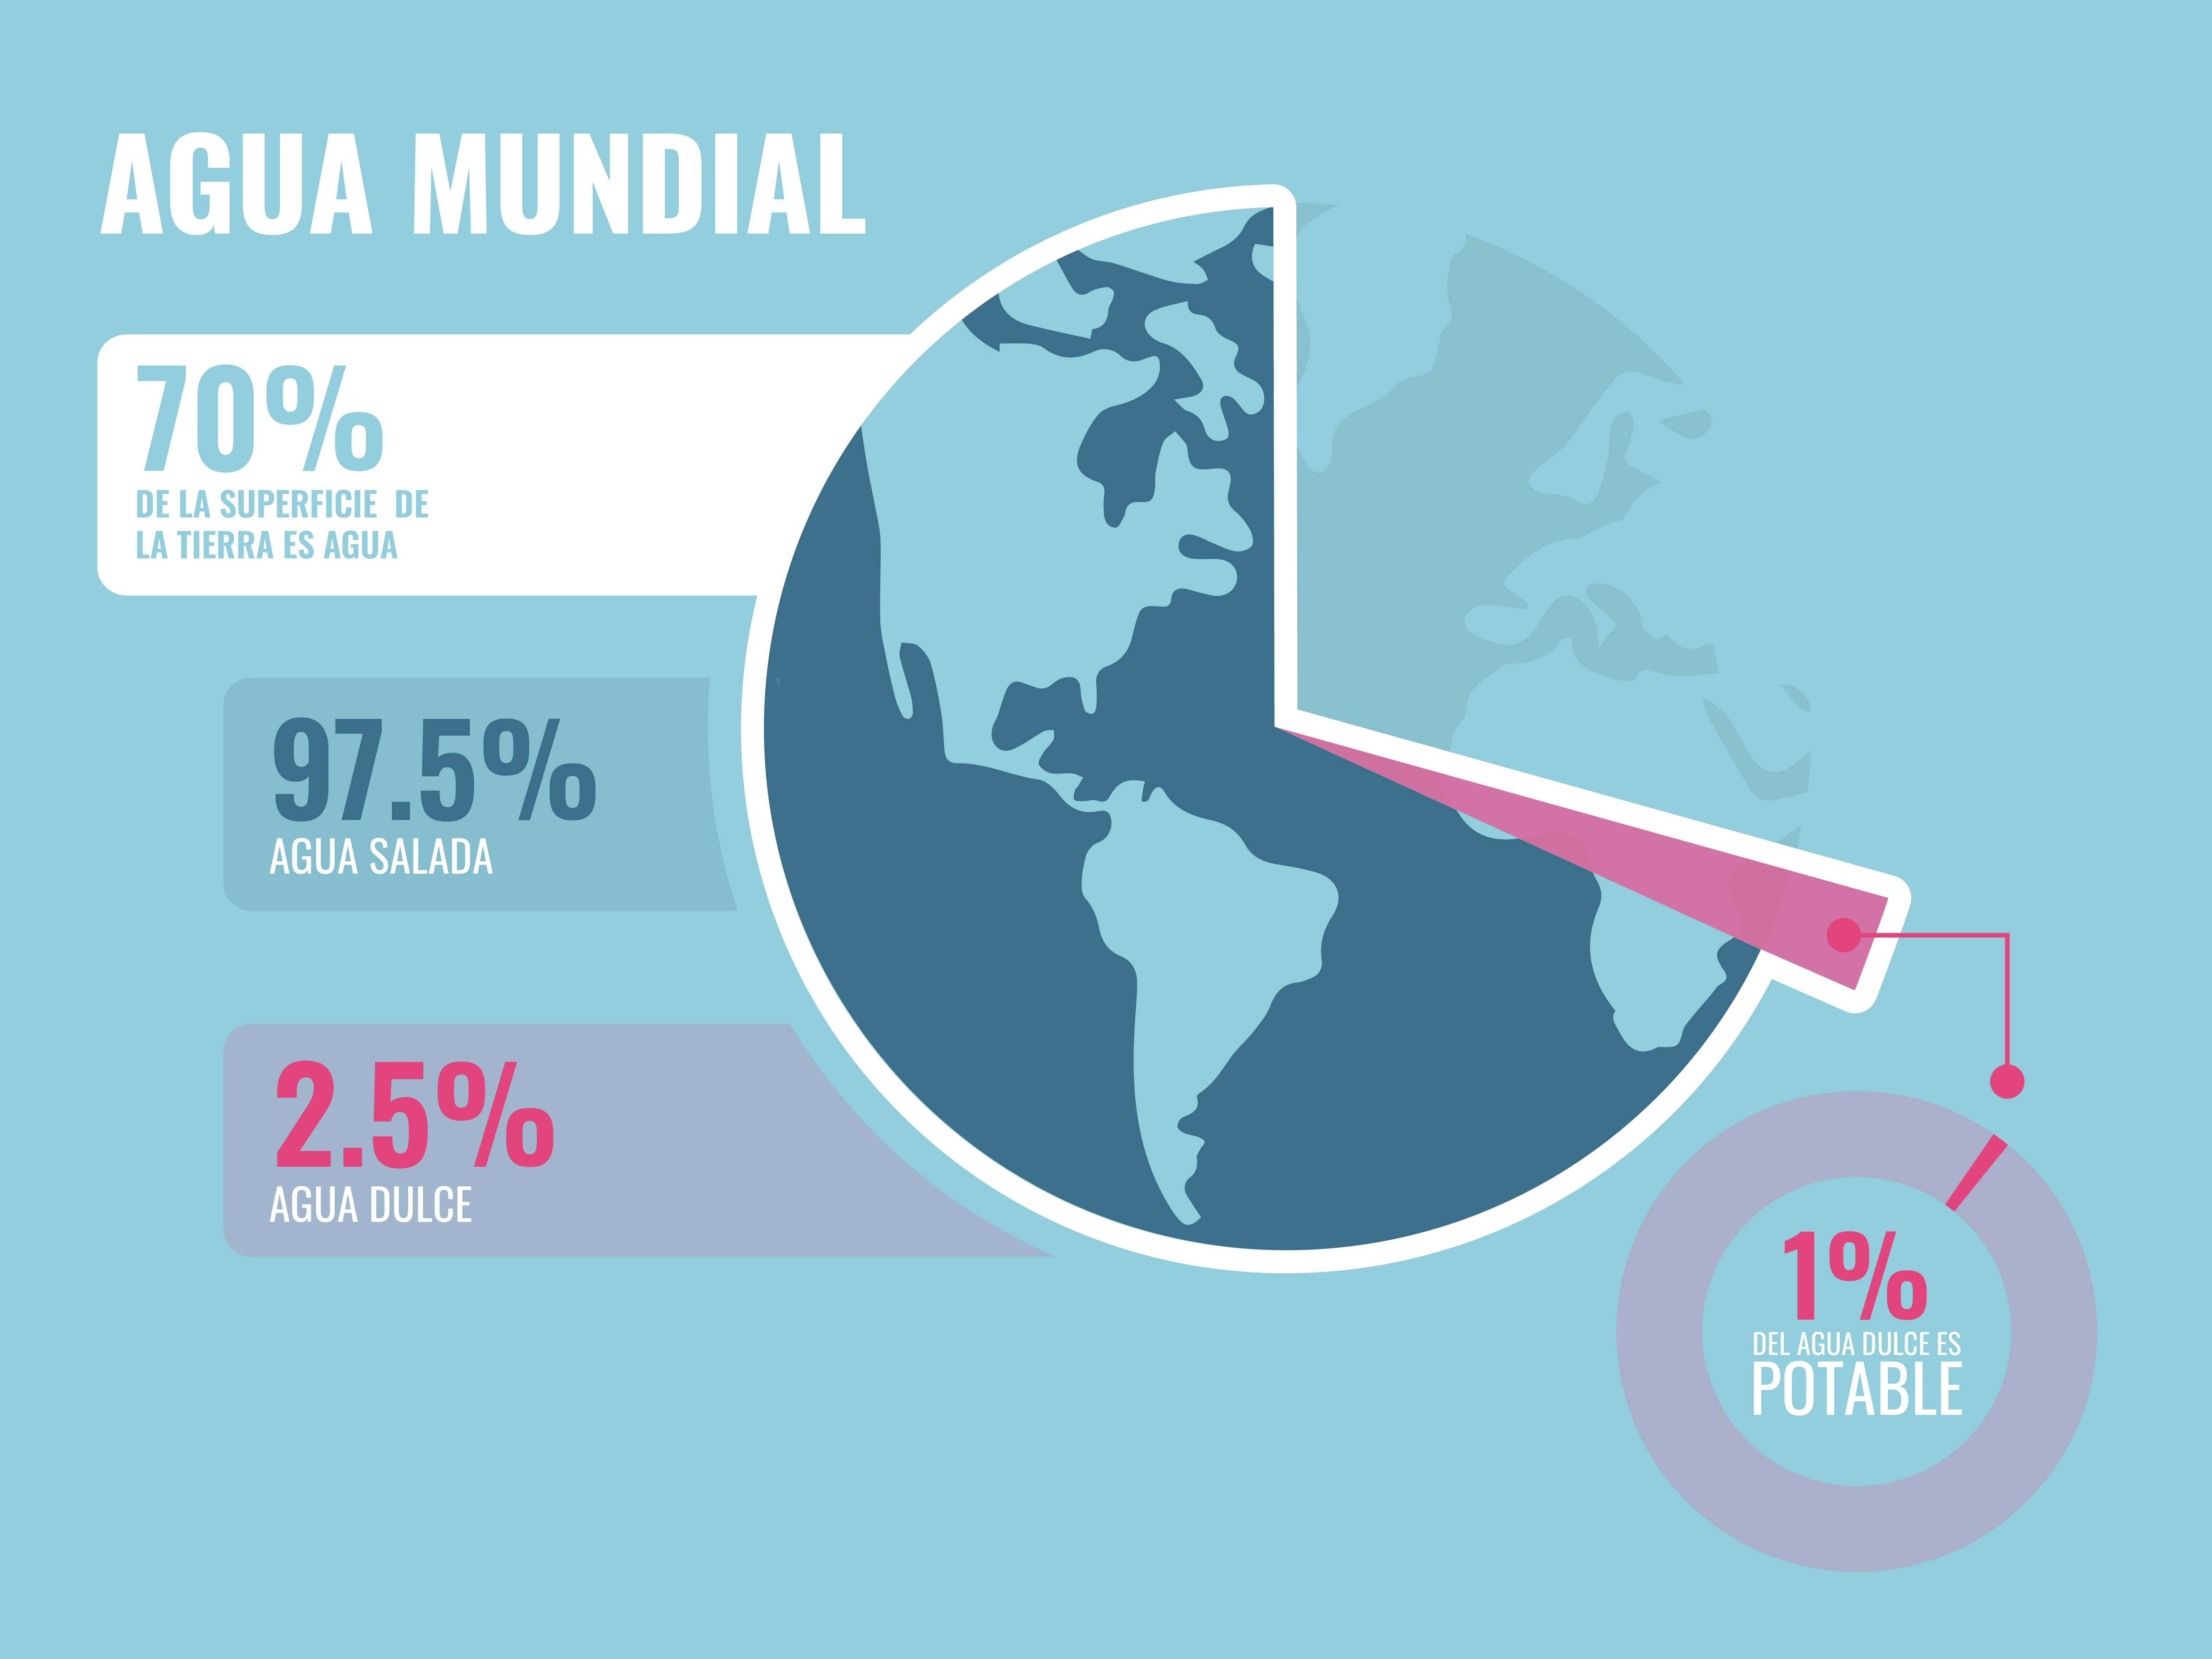 AGUA MUNDIAL
70%
DE LA SUPERFICIE DE
LA TIERRA ES AGUA
97.5%
AGUA SALADA
2.5%
AGUA DULCE
1%
DEL AGUA DULCE ES
POTABLE